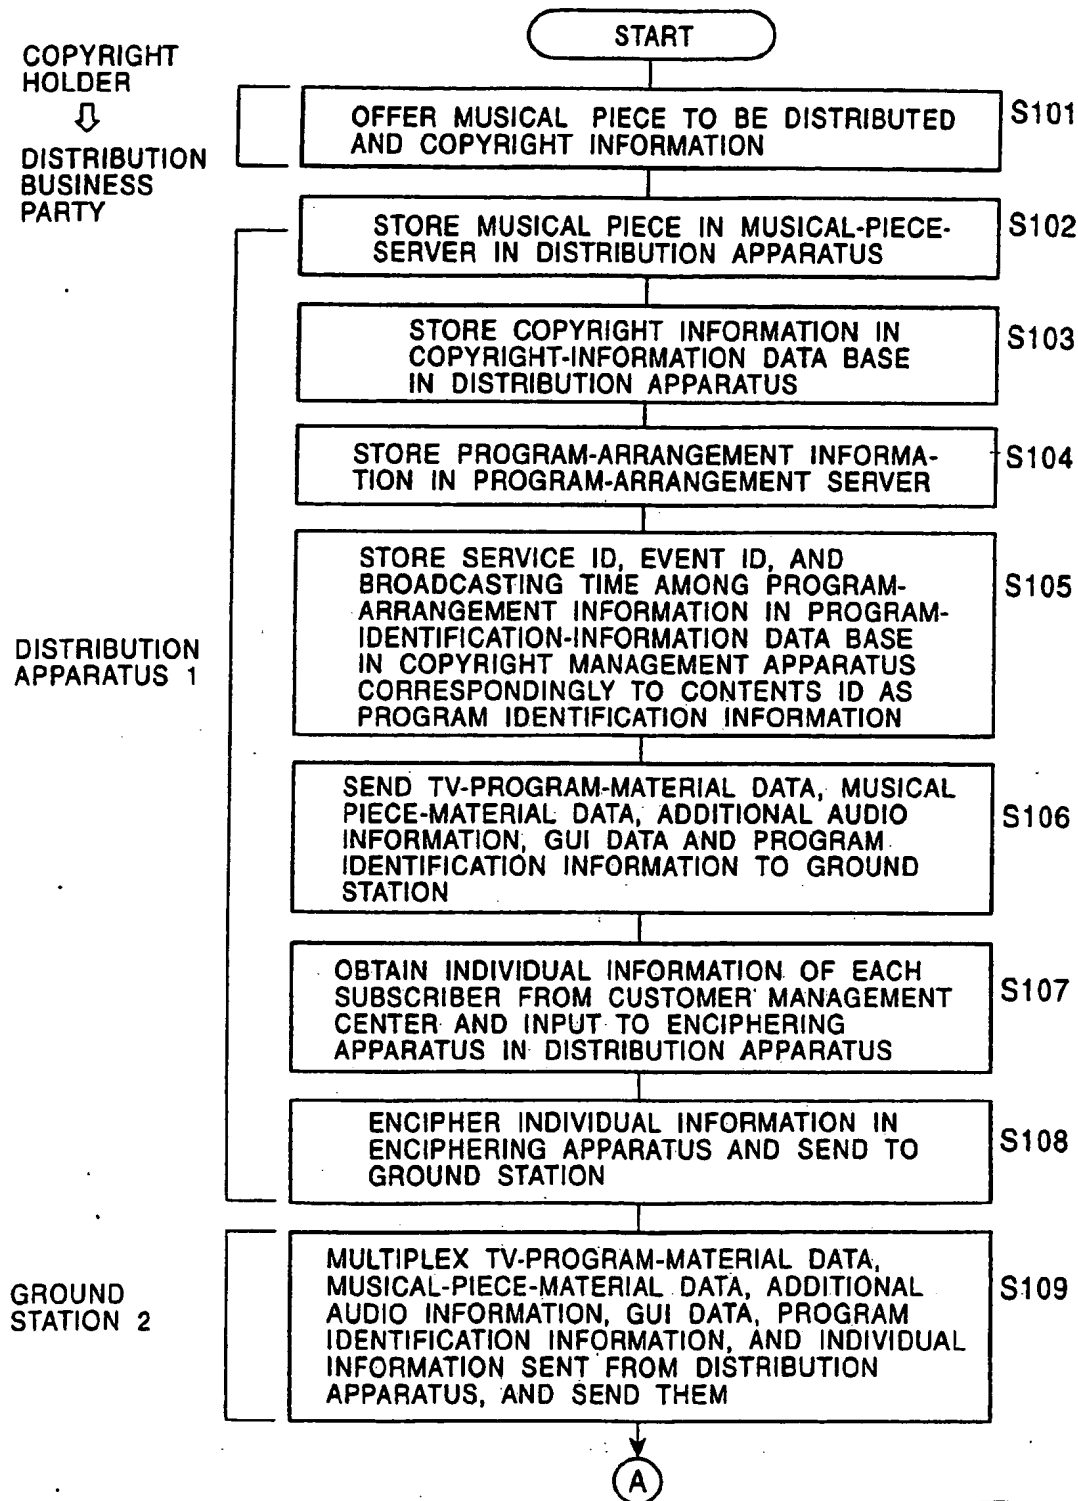 START
COPYRIGHT
HOLDER
DISTRIBUTION
BUSINESS
PARTY
OFFER MUSICAL PIECE TO BE DISTRIBUTED
AND COPYRIGHT INFORMATION
S101
STORE MUSICAL PIECE IN MUSICAL-PIECE-
SERVER IN DISTRIBUTION APPARATUS
S102
STORE COPYRIGHT INFORMATION IN
COPYRIGHT-INFORMATION DATA BASE
IN DISTRIBUTION APPARATUS
S103
STORE PROGRAM-ARRANGEMENT INFORMA-
TION IN PROGRAM-ARRANGEMENT SERVER
S104
DISTRIBUTION
APPARATUS 1
STORE SERVICE ID, EVENT ID, AND
BROADCASTING TIME AMONG PROGRAM-
ARRANGEMENT INFORMATION IN PROGRAM-
IDENTIFICATION-INFORMATION DATA BASE
IN COPYRIGHT MANAGEMENT APPARATUS
CORRESPONDINGLY TO CONTENTS ID AS
PROGRAM IDENTIFICATION INFORMATION
S105
SEND TV-PROGRAM-MATERIAL DATA, MUSICAL
PIECE-MATERIAL DATA, ADDITIONAL AUDIO
INFORMATION, GUI DATA AND PROGRAM
IDENTIFICATION INFORMATION TO GROUND
STATION
S106
OBTAIN INDIVIDUAL INFORMATION OF EACH
SUBSCRIBER FROM CUSTOMER MANAGEMENT
CENTER AND INPUT TO ENCIPHERING
APPARATUS IN DISTRIBUTION APPARATUS
S107
ENCIPHER INDIVIDUAL INFORMATION IN
ENCIPHERING APPARATUS AND SEND TO
GROUND STATION
S108
GROUND
STATION 2
MULTIPLEX TV-PROGRAM-MATERIAL DATA,
MUSICAL-PIECE-MATERIAL DATA, ADDITIONAL
AUDIO INFORMATION, GUI DATA, PROGRAM
IDENTIFICATION INFORMATION, AND INDIVIDUAL
INFORMATION SENT FROM DISTRIBUTION
APPARATUS, AND SEND THEM
S109
A